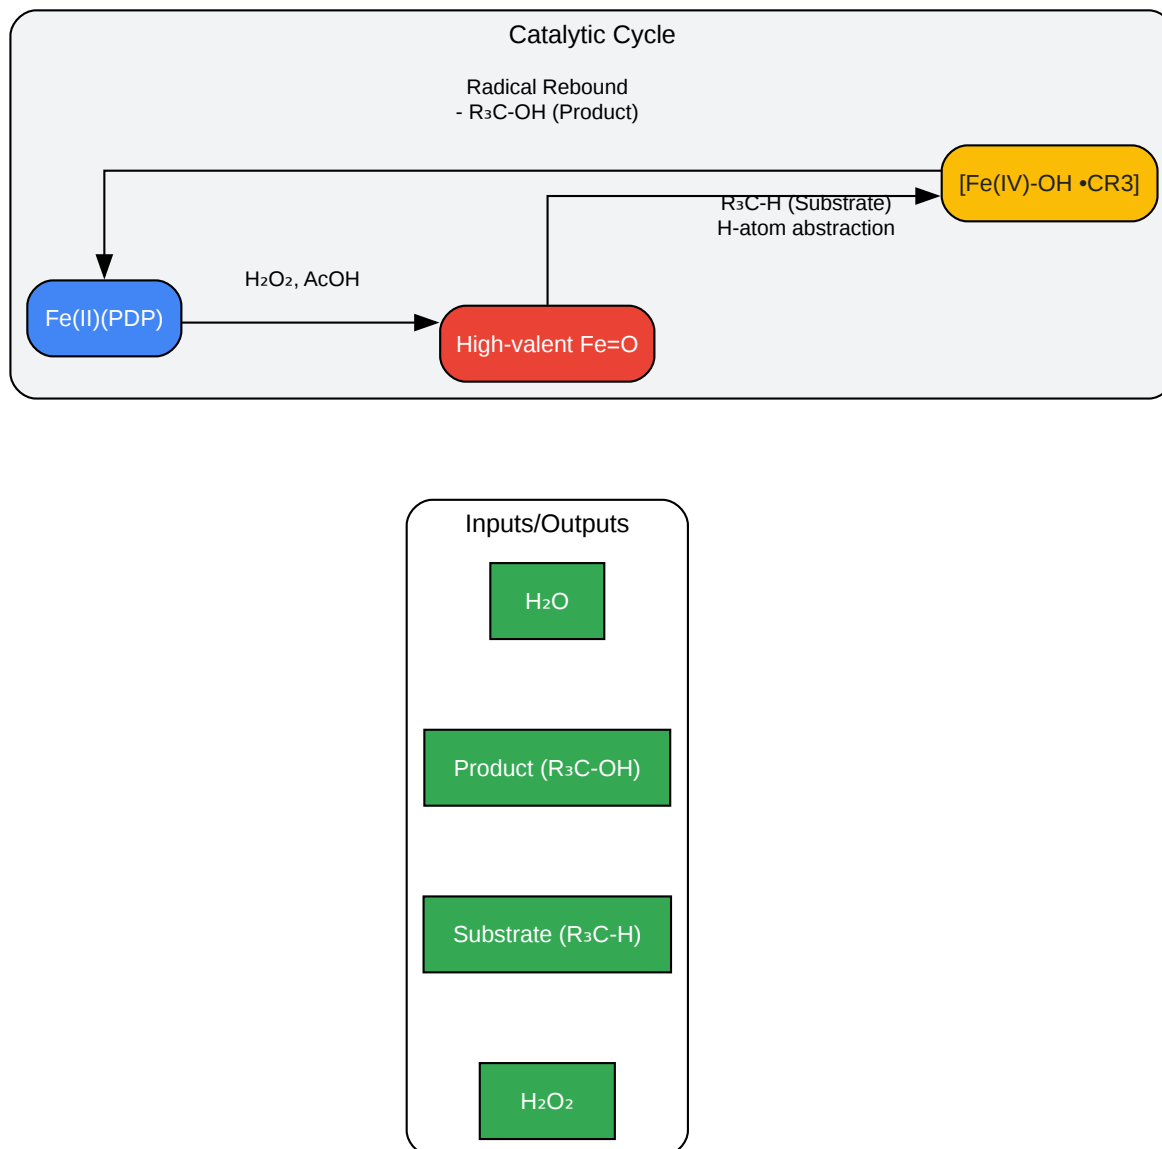 Catalytic Cycle
Radical Rebound
- R₃C-OH (Product)
[Fe(IV)-OH •CR3]
R₃C-H (Substrate)
H-atom abstraction
H₂O₂, AcOH
Fe(II)(PDP)
High-valent Fe=O
Inputs/Outputs
H₂O
Product (R₃C-OH)
Substrate (R₃C-H)
H₂O₂